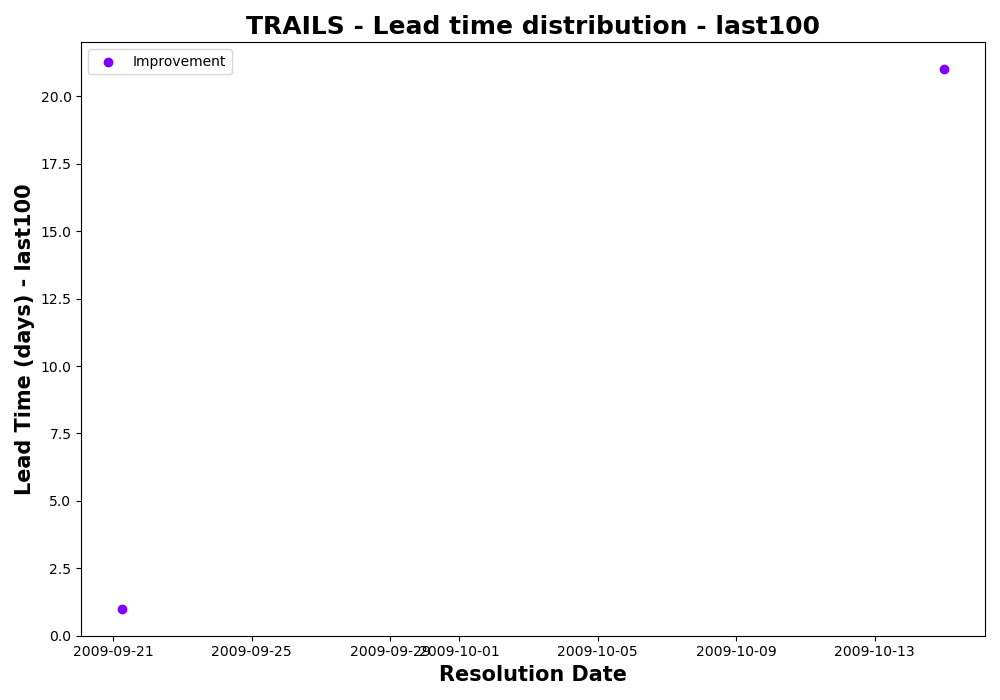 TRAILS - Lead time distribution - last100
Improvement
Lead Time (days) - last100
20.0
17.5
15.0
12.5
10.0
7.5
5.0
2.5
0.0
2009-09-21 2009-09-25 2009-09-29 2009-10-01 2009-10-05 2009-10-09 2009-10-13
Resolution Date